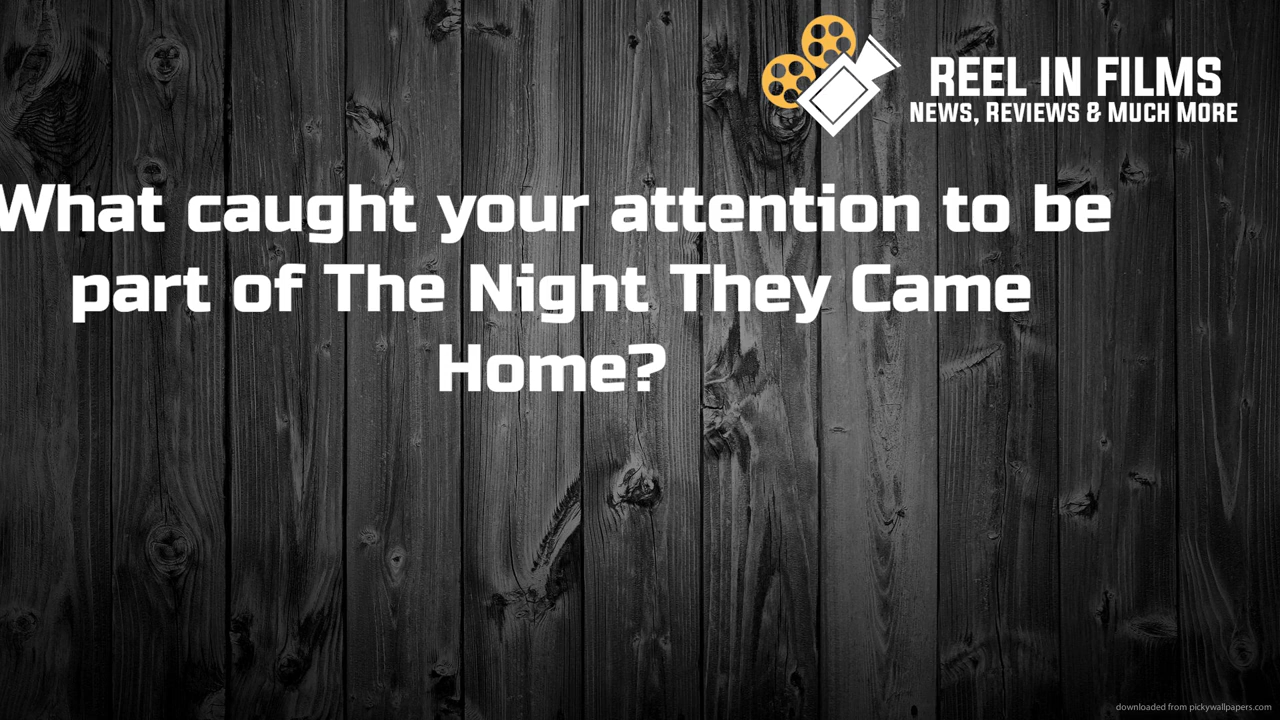 REEL IN FILMS
NEWS, REVIEWS & MUCH MORE
What caught your attention to be
part of The Night They Came
Home?
downloaded from pickywallpapers.com